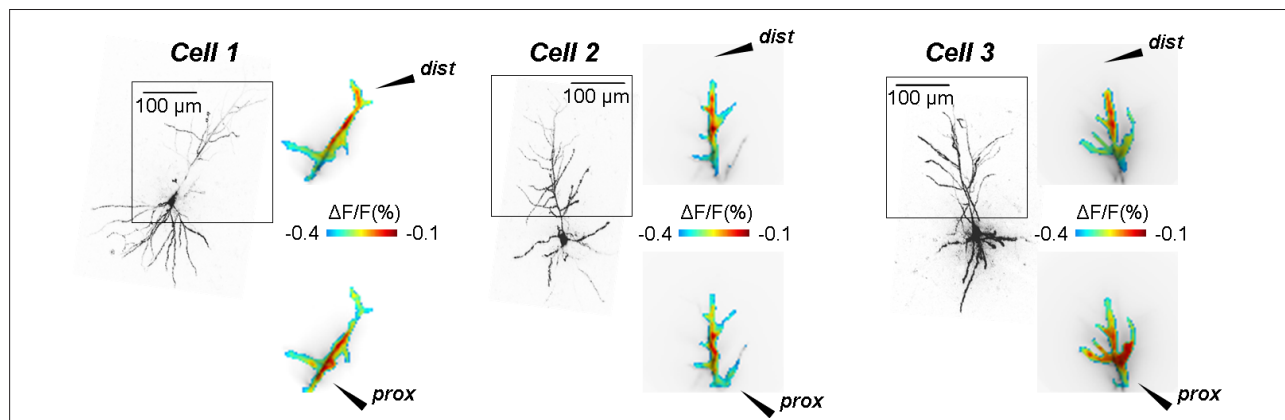 Cell 1
100 µm
dist
ΔF/F(%)
-0.4 -0.1
prox
Cell 2
100 µm
dist
ΔF/F(%)
-0.4 -0.1
prox
Cell 3
100 µm
dist
ΔF/F(%)
-0.4 -0.1
prox